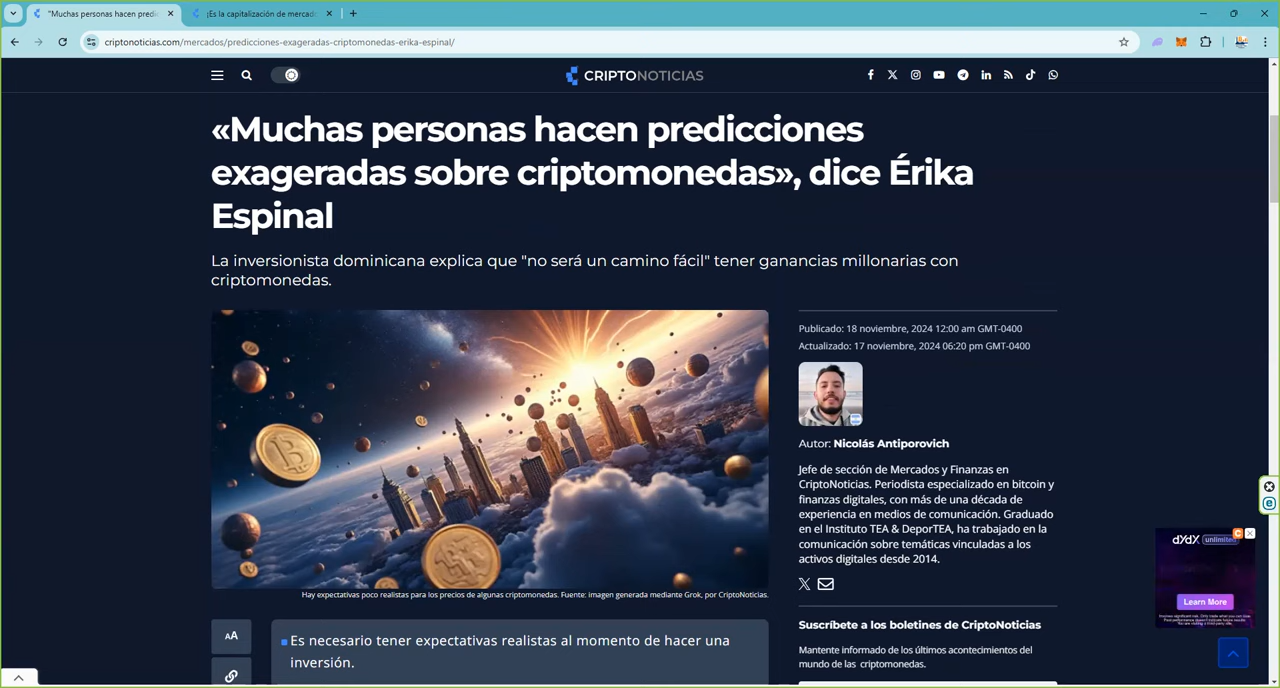 "Muchas personas hacen predic
¡Es la capitalización de mercado
criptonoticias.com/mercados/predicciones-exageradas-criptomonedas-erika-espinal/
CRIPTONOTICIAS
«Muchas personas hacen predicciones
exageradas sobre criptomonedas», dice Érika
Espinal
La inversionista dominicana explica que "no será un camino fácil" tener ganancias millonarias con
criptomonedas.
Hay expectativas poco realistas para los precios de algunas criptomonedas. Fuente: imagen generada mediante Grok, por CriptoNoticias.
AA
Es necesario tener expectativas realistas al momento de hacer una
inversión.
Publicado: 18 noviembre, 2024 12:00 am GMT-0400
Actualizado: 17 noviembre, 2024 06:20 pm GMT-0400
Autor: Nicolás Antiporovich
Jefe de sección de Mercados y Finanzas en
CriptoNoticias. Periodista especializado en bitcoin y
finanzas digitales, con más de una década de
experiencia en medios de comunicación. Graduado
en el Instituto TEA & DeporTEA, ha trabajado en la
comunicación sobre temáticas vinculadas a los
activos digitales desde 2014.
Suscríbete a los boletines de CriptoNoticias
Mantente informado de los últimos acontecimientos del
mundo de las criptomonedas.
dYdX unlimited
Learn More